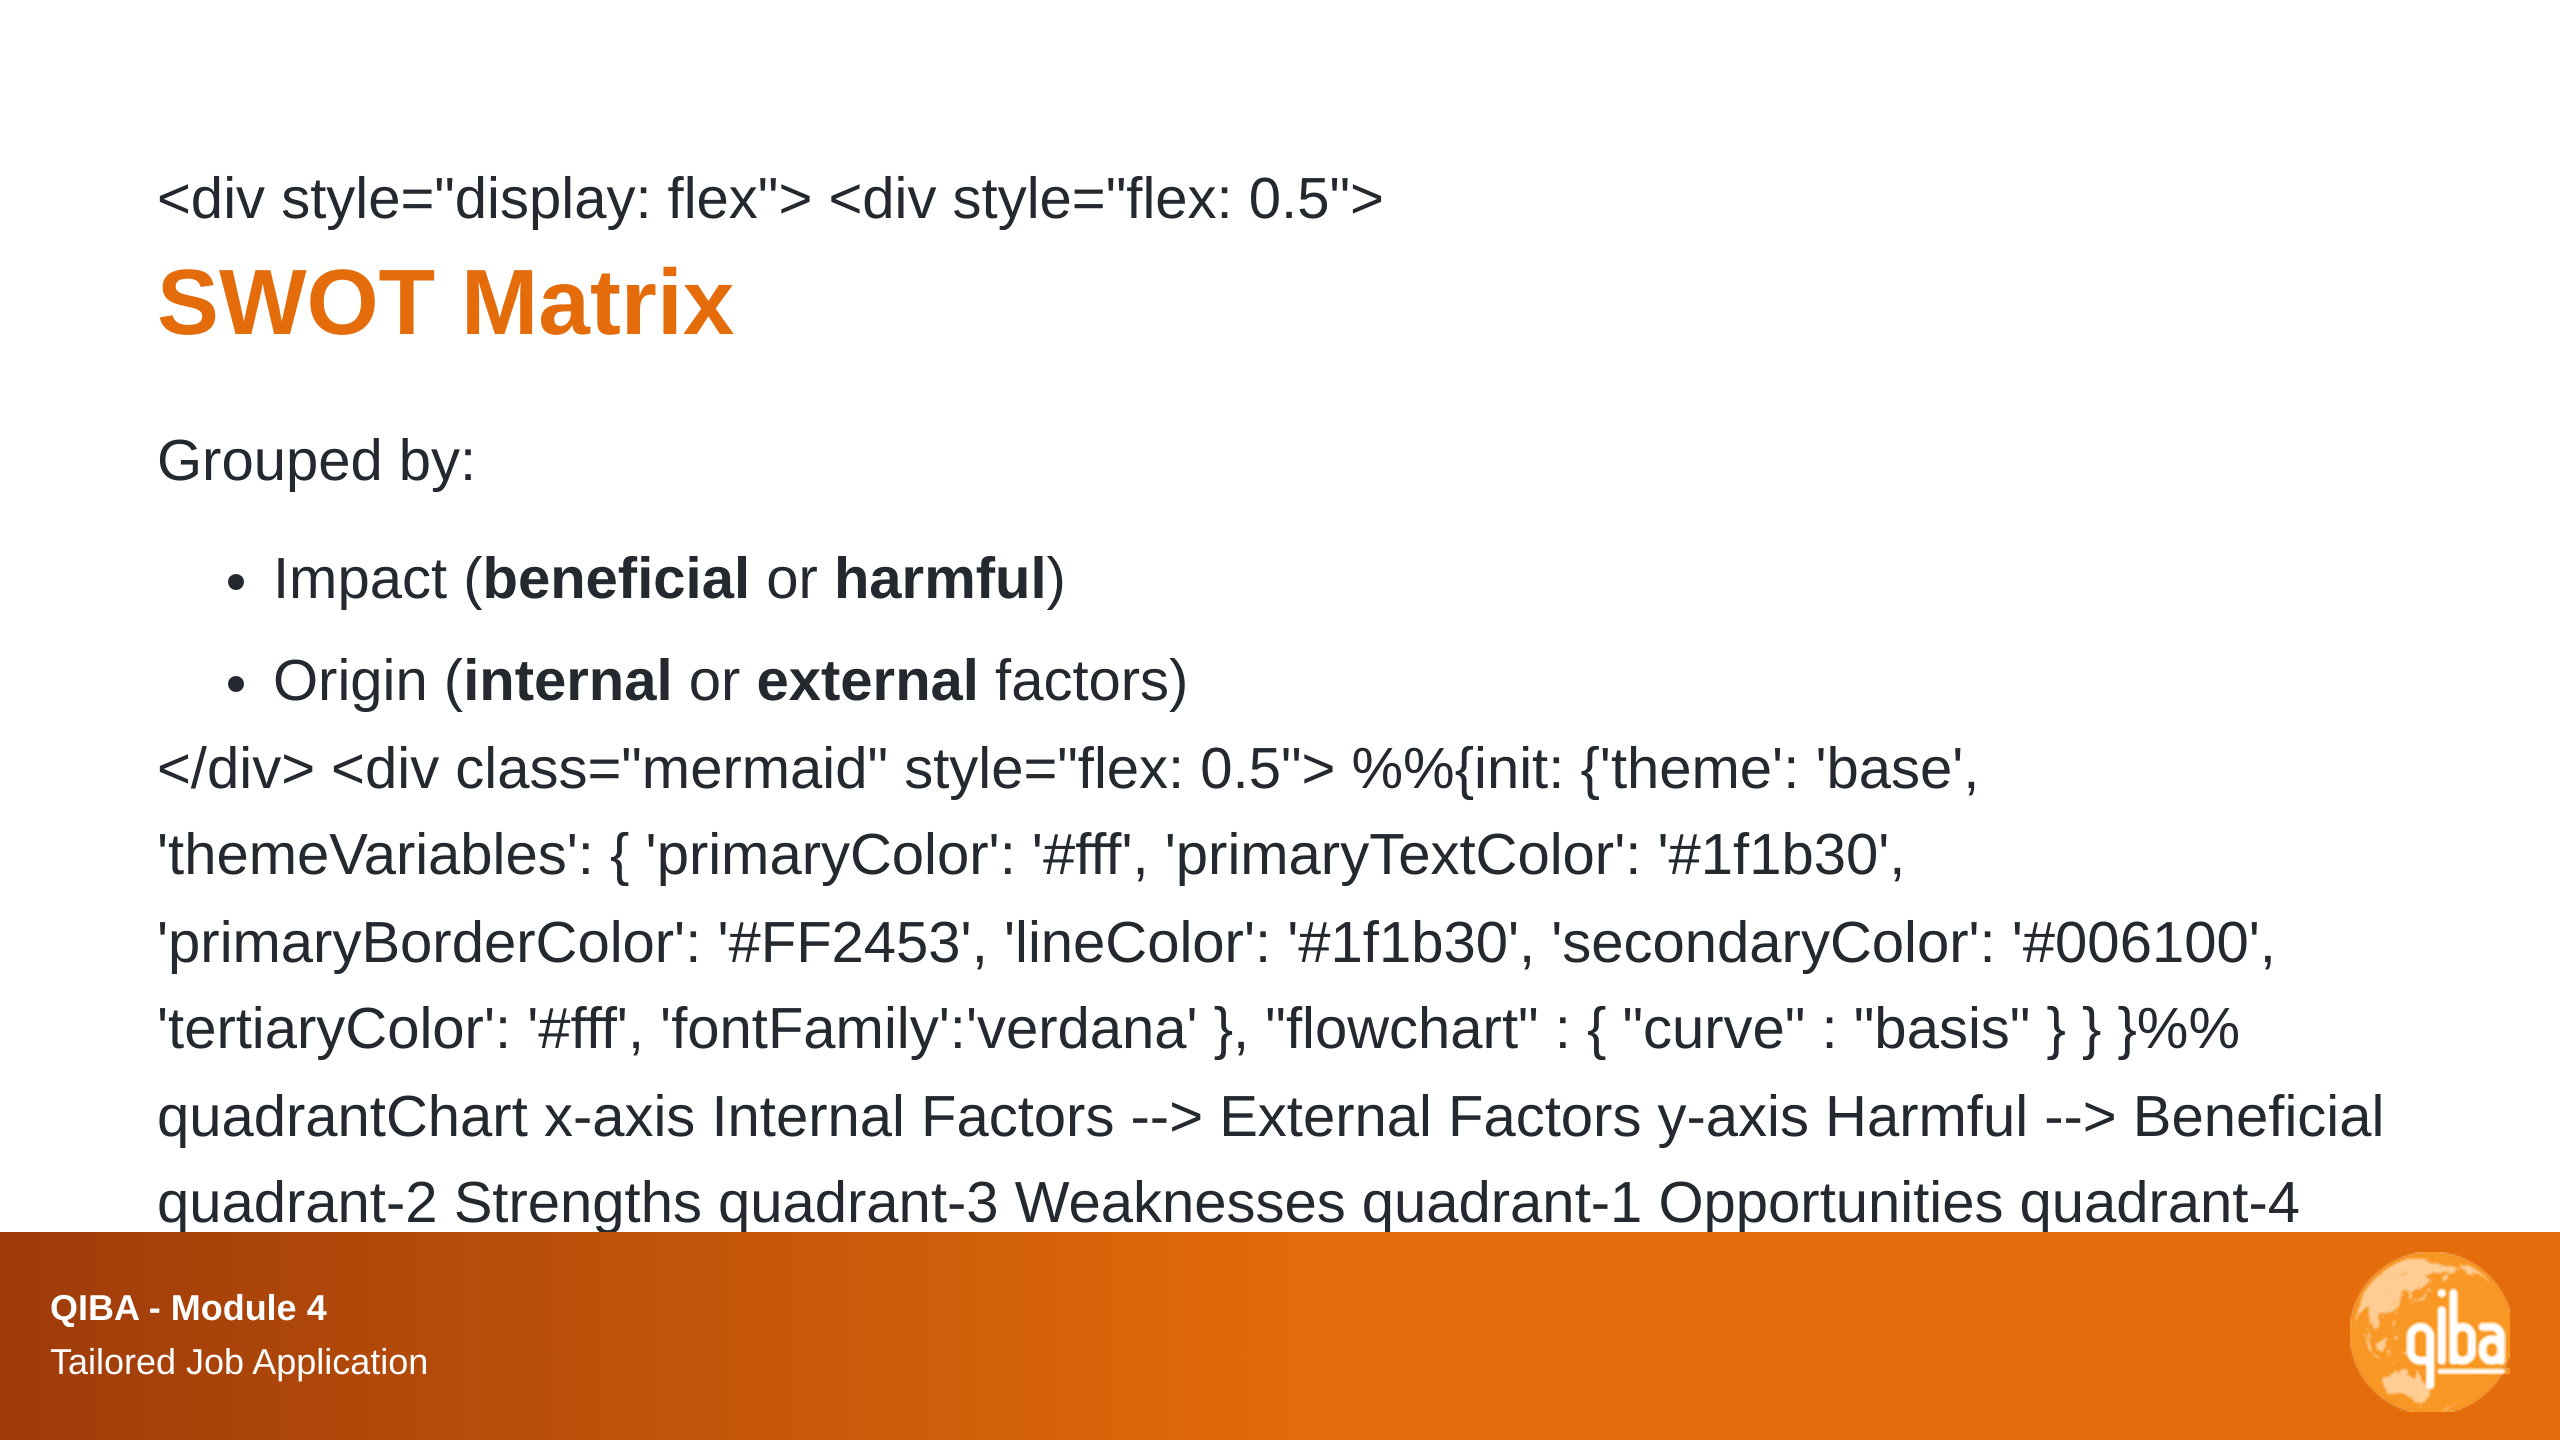 <div style="display: flex"> <div style="flex: 0.5">
SWOT Matrix
Grouped by:
• Impact (beneficial or harmful)
• Origin (internal or external factors)
</div> <div class="mermaid" style="flex: 0.5"> %%{init: {'theme': 'base',
'themeVariables': { 'primaryColor': '#fff', 'primaryTextColor': '#1f1b30',
'primaryBorderColor': '#FF2453', 'lineColor': '#1f1b30', 'secondaryColor': '#006100',
'tertiaryColor': '#fff', 'fontFamily':'verdana' }, "flowchart" : { "curve" : "basis" } } }%%
quadrantChart x-axis Internal Factors --> External Factors y-axis Harmful --> Beneficial
quadrant-2 Strengths quadrant-3 Weaknesses quadrant-1 Opportunities quadrant-4
QIBA - Module 4
Tailored Job Application
qiba